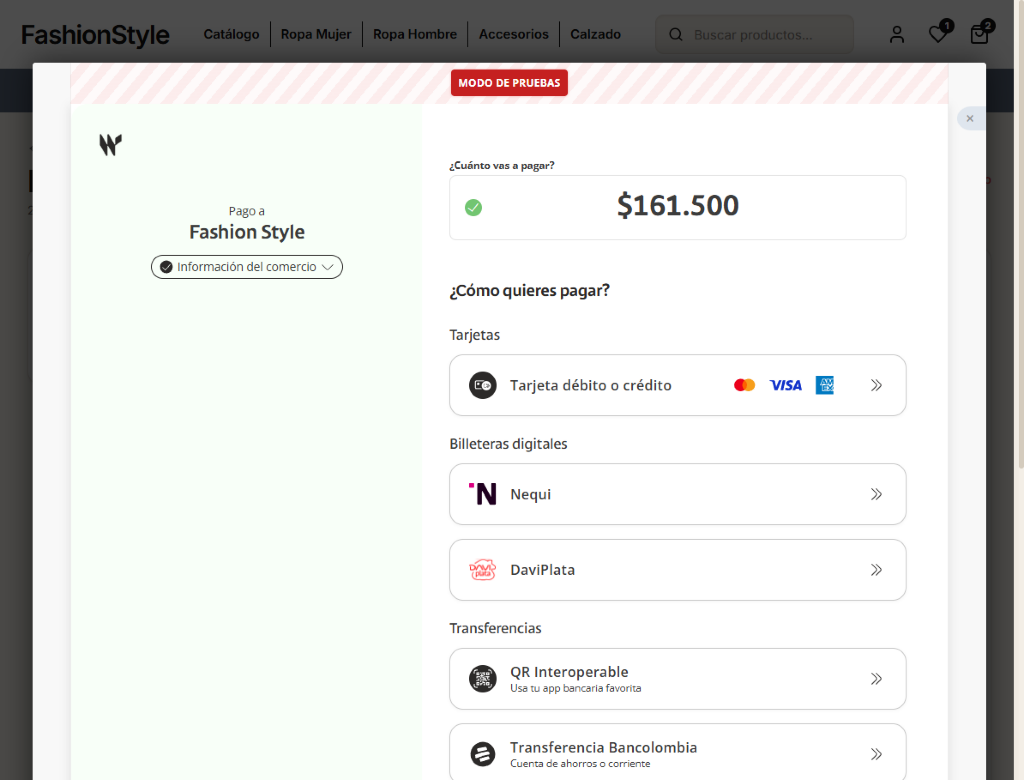 FashionStyle
Catálogo
Ropa Mujer
Ropa Hombre
Accesorios
Calzado
Buscar productos...
1
2
MODO DE PRUEBAS
Pago a
Fashion Style
Información del comercio
¿Cuánto vas a pagar?
$161.500
¿Cómo quieres pagar?
Tarjetas
Tarjeta débito o crédito
VISA
Billeteras digitales
N
Nequi
DAVI
plata
DaviPlata
Transferencias
QR Interoperable
Usa tu app bancaria favorita
Transferencia Bancolombia
Cuenta de ahorros o corriente